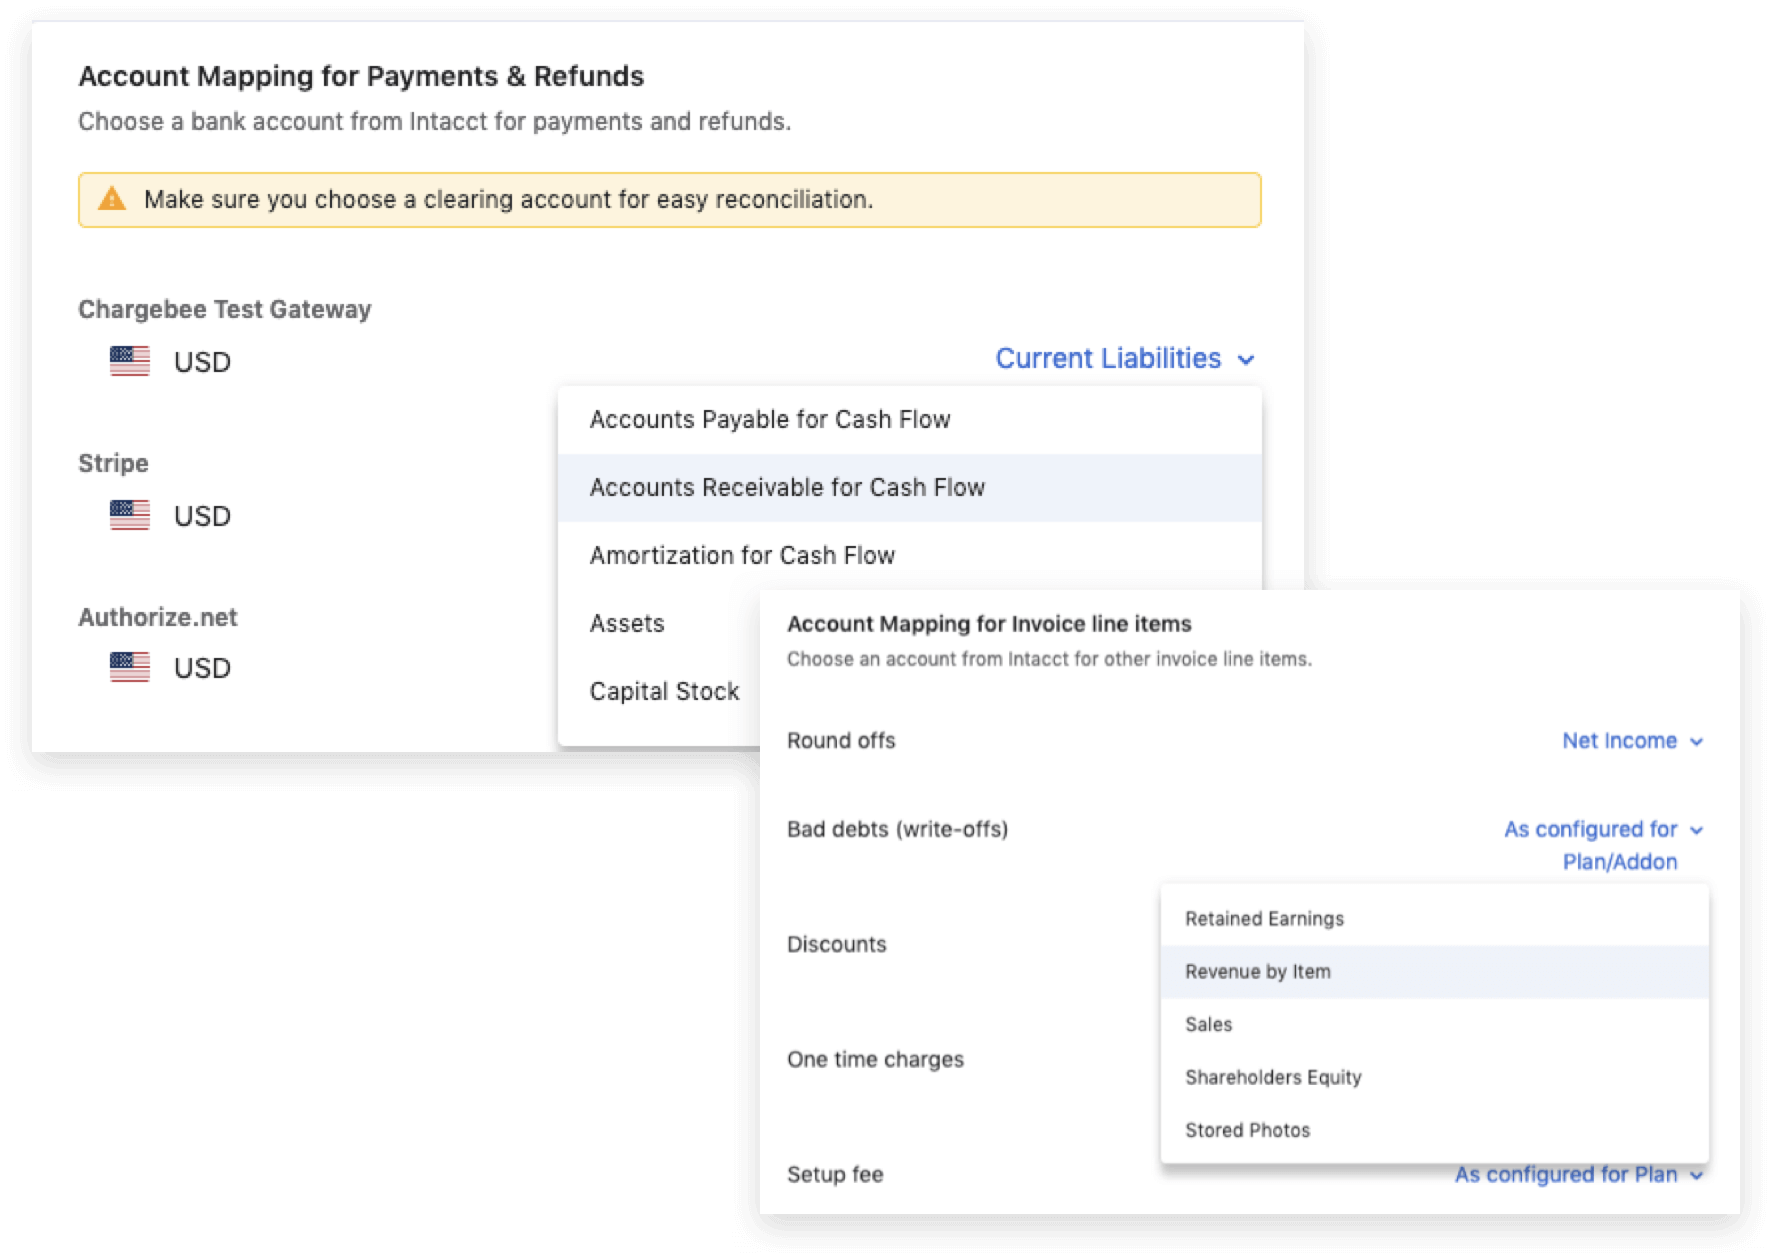 Account Mapping for Payments & Refunds
Choose a bank account from Intacct for payments and refunds.
Make sure you choose a clearing account for easy reconciliation.
Chargebee Test Gateway
USD
Current Liabilities
Accounts Payable for Cash Flow
Stripe
Accounts Receivable for Cash Flow
USD
Amortization for Cash Flow
Authorize.net
Assets
USD
Capital Stock
Account Mapping for Invoice line items
Choose an account from Intacct for other invoice line items.
Round offs
Net Income
Bad debts (write-offs)
As configured for
Plan/Addon
Retained Earnings
Discounts
Revenue by Item
Sales
One time charges
Shareholders Equity
Stored Photos
Setup fee
As configured for Plan